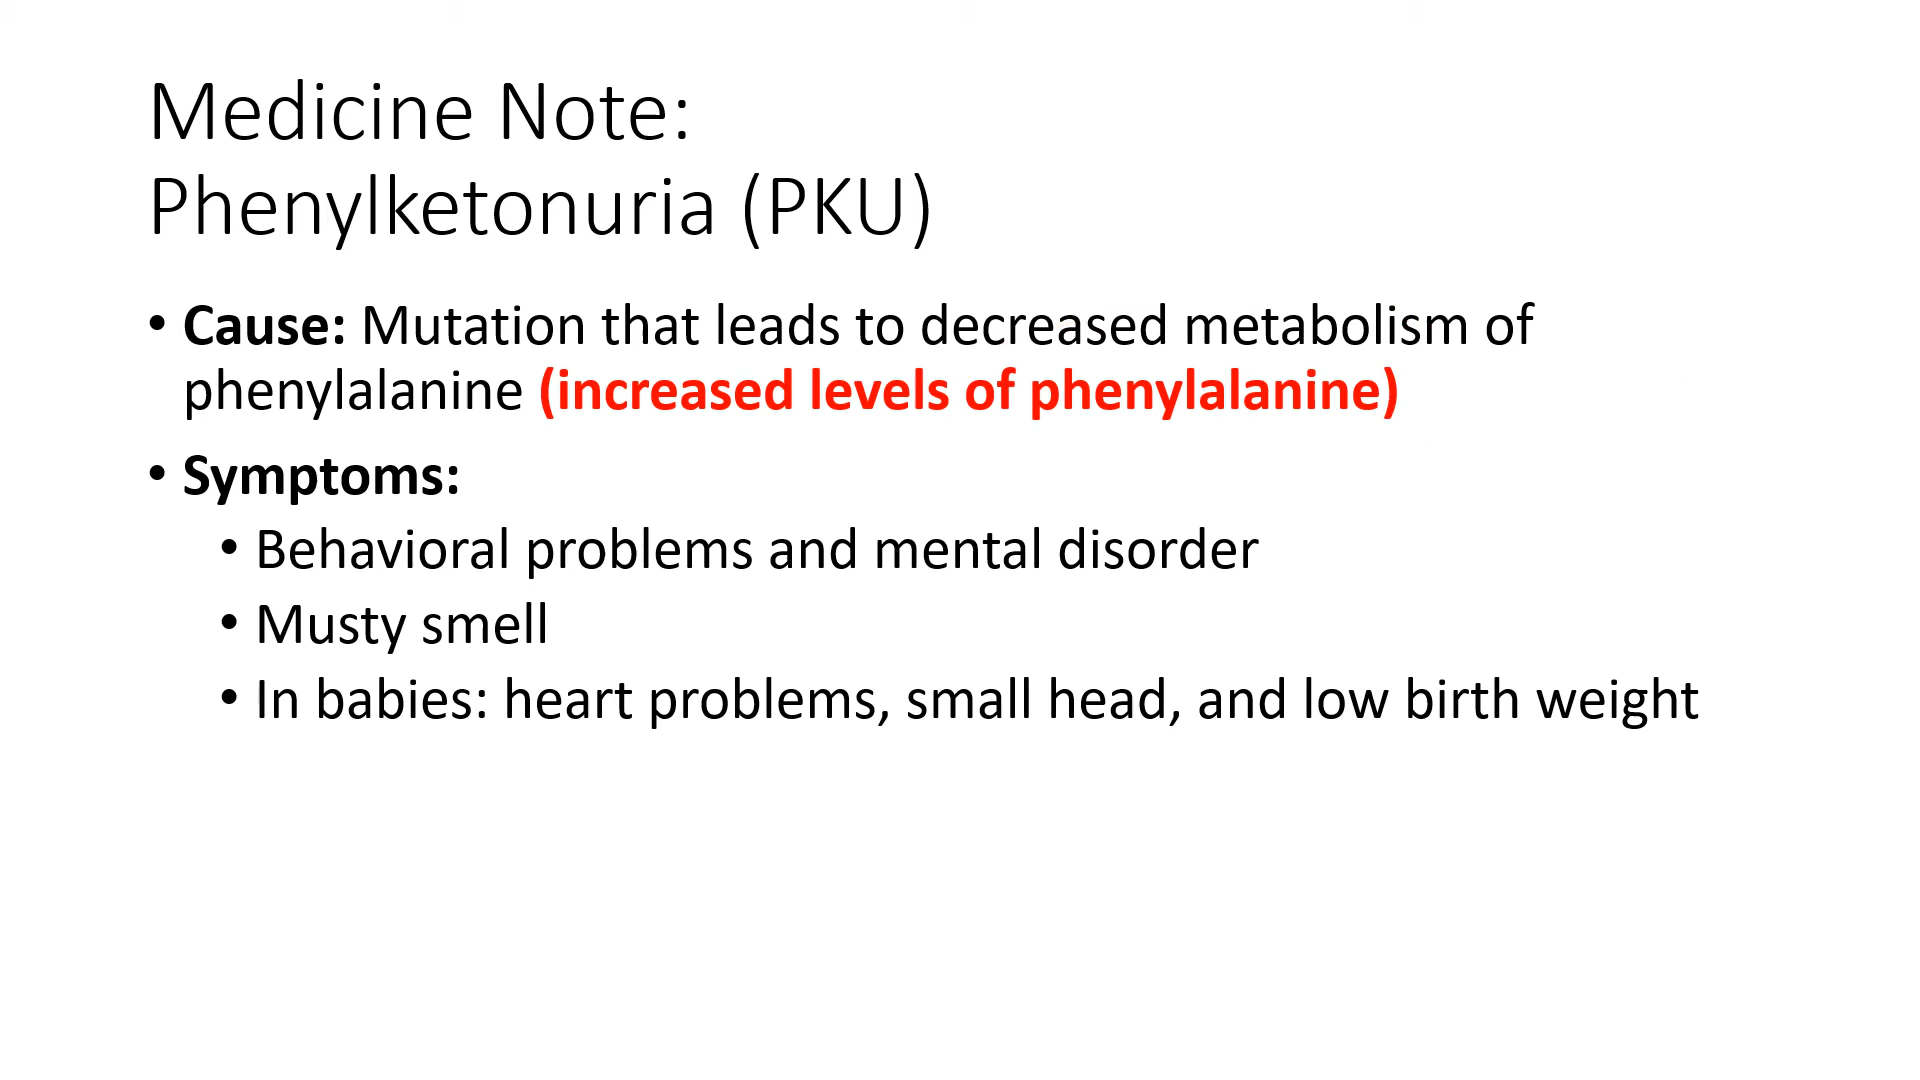 Medicine Note:
Phenylketonuria (PKU)
• Cause: Mutation that leads to decreased metabolism of
phenylalanine (increased levels of phenylalanine)
• Symptoms:
• Behavioral problems and mental disorder
• Musty smell
• In babies: heart problems, small head, and low birth weight